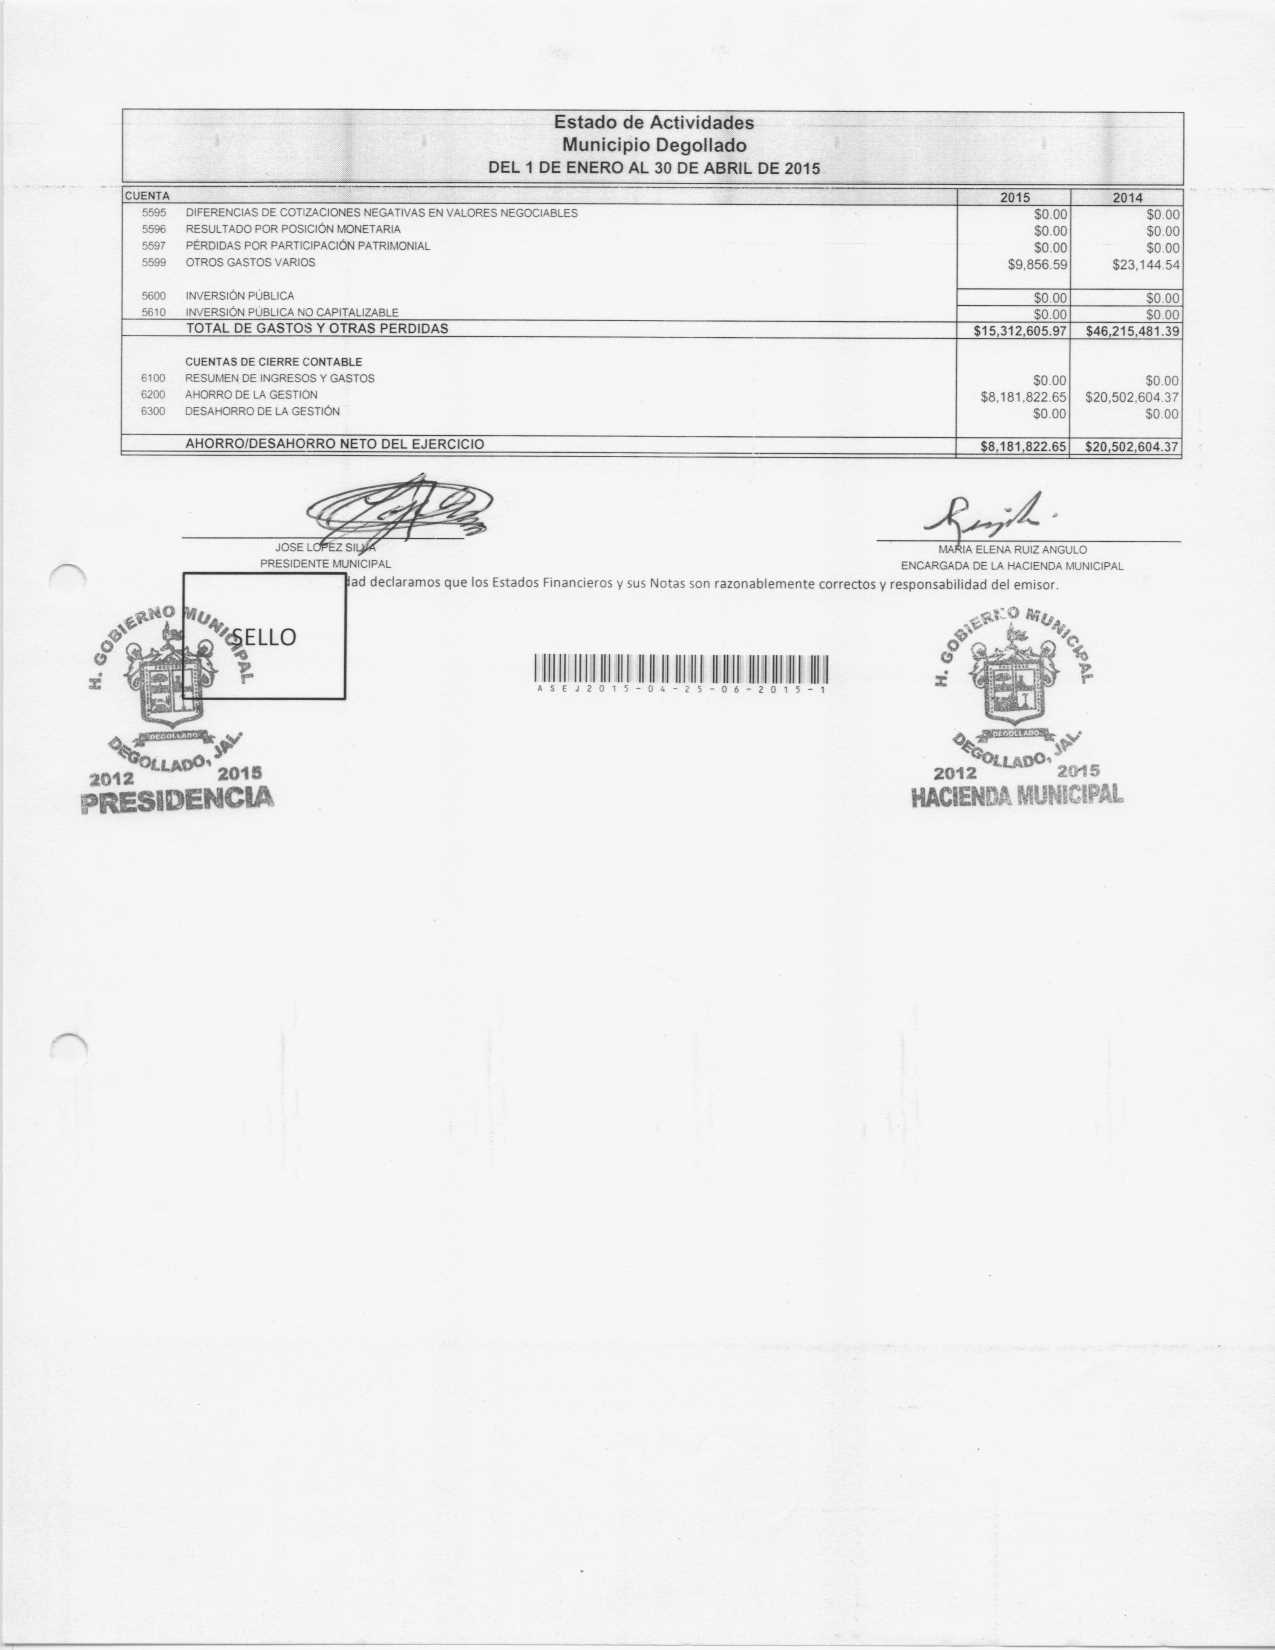 Estado de Actividades
Municipio Degollado
DEL 1 DE ENERO AL 30 DE ABRIL DE 2015
CUENTA 2015 2014
5595 DIFERENCIAS DE COTIZACIONES NEGATIVAS EN VALORES NEGOCIABLES $0.00 $0.00
5596 RESULTADO POR POSICIÓN MONETARIA $0.00 $0.00
5597 PÉRDIDAS POR PARTICIPACIÓN PATRIMONIAL $0.00 $0.00
5599 OTROS GASTOS VARIOS $9,856.59 $23,144.54
5600 INVERSIÓN PÚBLICA $0.00 $0.00
5610 INVERSIÓN PÚBLICA NO CAPITALIZABLE $0.00 $0.00
TOTAL DE GASTOS Y OTRAS PERDIDAS $15,312,605.97 $46,215,481.39
CUENTAS DE CIERRE CONTABLE
6100 RESUMEN DE INGRESOS Y GASTOS $0.00 $0.00
6200 AHORRO DE LA GESTIÓN $8,181,822.65 $20,502,604.37
6300 DESAHORRO DE LA GESTIÓN $0.00 $0.00
AHORRO/DESAHORRO NETO DEL EJERCICIO $8,181,822.65 $20,502,604.37
JOSE LOPEZ SILVA
PRESIDENTE MUNICIPAL
MARIA ELENA RUIZ ANGULO
ENCARGADA DE LA HACIENDA MUNICIPAL
dad declaramos que los Estados Financieros y sus Notas son razonablemente correctos y responsabilidad del emisor.
SELLO
H. GOBIERNO MUNICIPAL
DEGOLLADO
DEGOLLADO, JAL.
2012 2015
PRESIDENCIA
ASEJ2015-04-25-06-2015-1
H. GOBIERNO MUNICIPAL
DEGOLLADO
DEGOLLADO, JAL.
2012 2015
HACIENDA MUNICIPAL